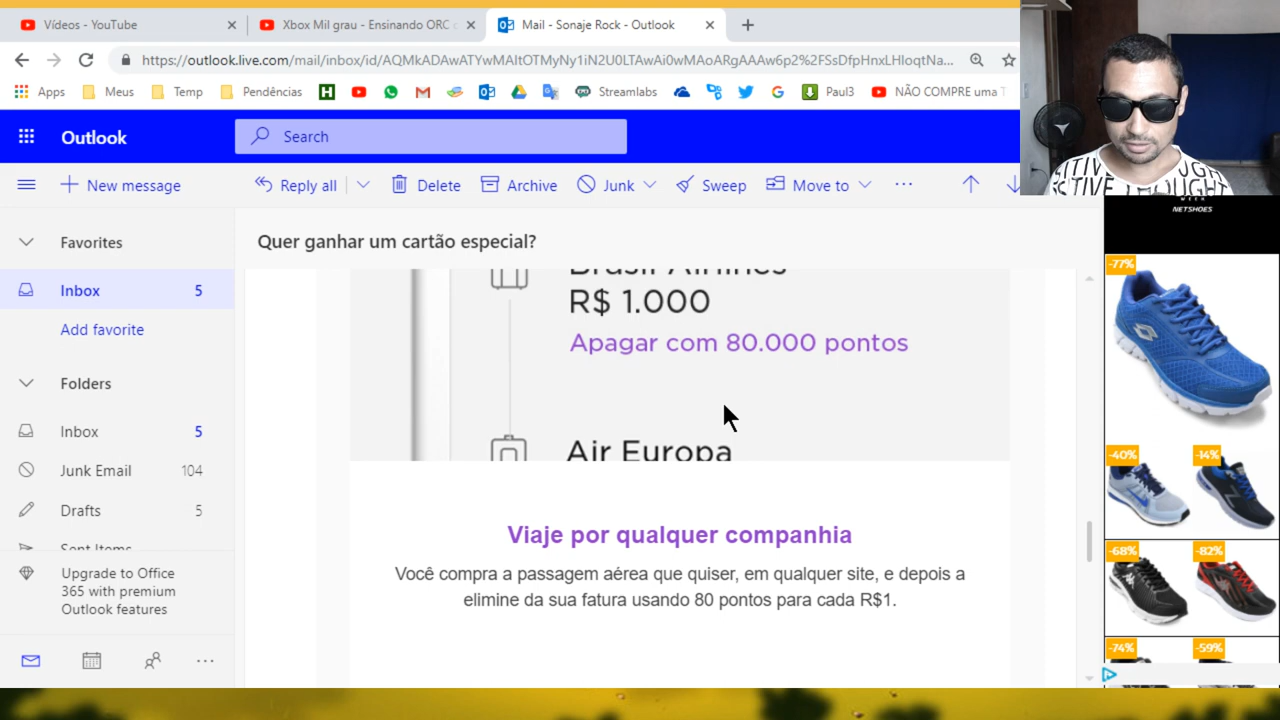 Vídeos - YouTube
Xbox Mil grau - Ensinando ORC
Mail - Sonaje Rock - Outlook
https://outlook.live.com/mail/inbox/id/AQMkADAwATYwMAItOTMyNy1iN2U0LTAwAi0wMAoARgAAAw6p2%2FSsDfpHnxLHloqtNa...
Apps
Meus
Temp
Pendências
H
Streamlabs
Paul3
NÃO COMPRE uma
Outlook
Search
New message
Reply all
Delete
Archive
Junk
Sweep
Move to
NETSHOES
Favorites
Inbox 5
Add favorite
Folders
Inbox 5
Junk Email 104
Drafts 5
Sent Items
Upgrade to Office
365 with premium
Outlook features
Quer ganhar um cartão especial?
Brasil Airlines
R$ 1.000
Apagar com 80.000 pontos
Air Europa
Viaje por qualquer companhia
Você compra a passagem aérea que quiser, em qualquer site, e depois a
elimine da sua fatura usando 80 pontos para cada R$1.
-77%
-40%
-14%
-68%
-82%
-74%
-59%